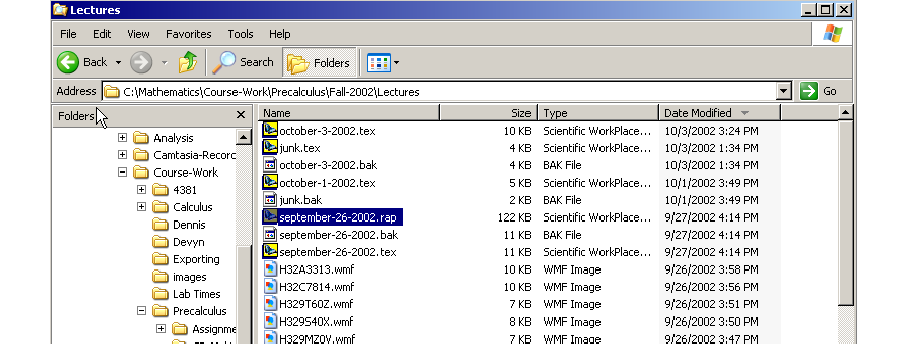 Lectures
File Edit View Favorites Tools Help
Back Search Folders
Address C:\Mathematics\Course-Work\Precalculus\Fall-2002\Lectures Go
Folders
Analysis
Camtasia-Recorc
Course-Work
4381
Calculus
Dennis
Devyn
Exporting
images
Lab Times
Precalculus
Assignme
Name Size Type Date Modified
october-3-2002.tex 10 KB Scientific WorkPlace... 10/3/2002 3:24 PM
junk.tex 4 KB Scientific WorkPlace... 10/3/2002 1:34 PM
october-3-2002.bak 4 KB BAK File 10/3/2002 1:34 PM
october-1-2002.tex 5 KB Scientific WorkPlace... 10/1/2002 3:49 PM
junk.bak 2 KB BAK File 10/1/2002 3:49 PM
september-26-2002.rap 122 KB Scientific WorkPlace... 9/27/2002 4:14 PM
september-26-2002.bak 11 KB BAK File 9/27/2002 4:14 PM
september-26-2002.tex 11 KB Scientific WorkPlace... 9/27/2002 4:14 PM
H32A3313.wmf 10 KB WMF Image 9/26/2002 3:58 PM
H32C7814.wmf 10 KB WMF Image 9/26/2002 3:56 PM
H329T60Z.wmf 7 KB WMF Image 9/26/2002 3:51 PM
H329S40X.wmf 8 KB WMF Image 9/26/2002 3:50 PM
H329MZ0V.wmf 7 KB WMF Image 9/26/2002 3:47 PM